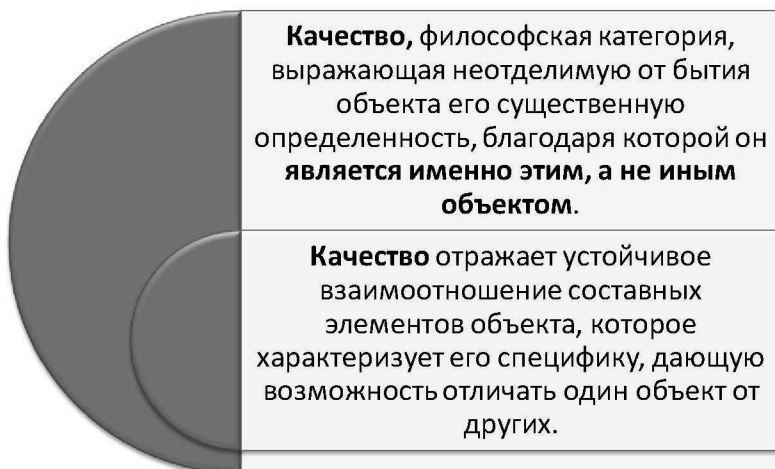 Качество, философская категория,
выражающая неотделимую от бытия
объекта его существенную
определенность, благодаря которой он
является именно этим, а не иным
объектом.
Качество отражает устойчивое
взаимоотношение составных
элементов объекта, которое
характеризует его специфику, дающую
возможность отличать один объект от
других.